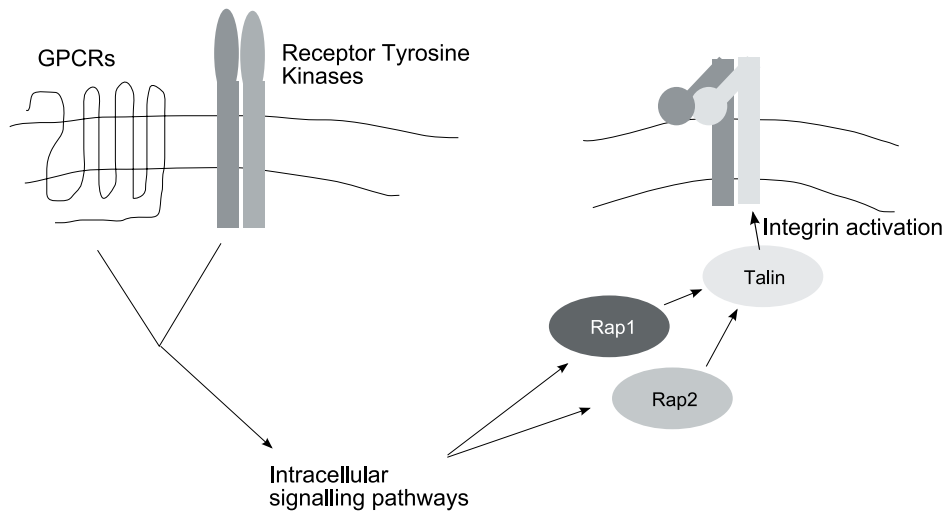 GPCRs
Receptor Tyrosine
Kinases
Integrin activation
Talin
Rap1
Rap2
Intracellular
signalling pathways